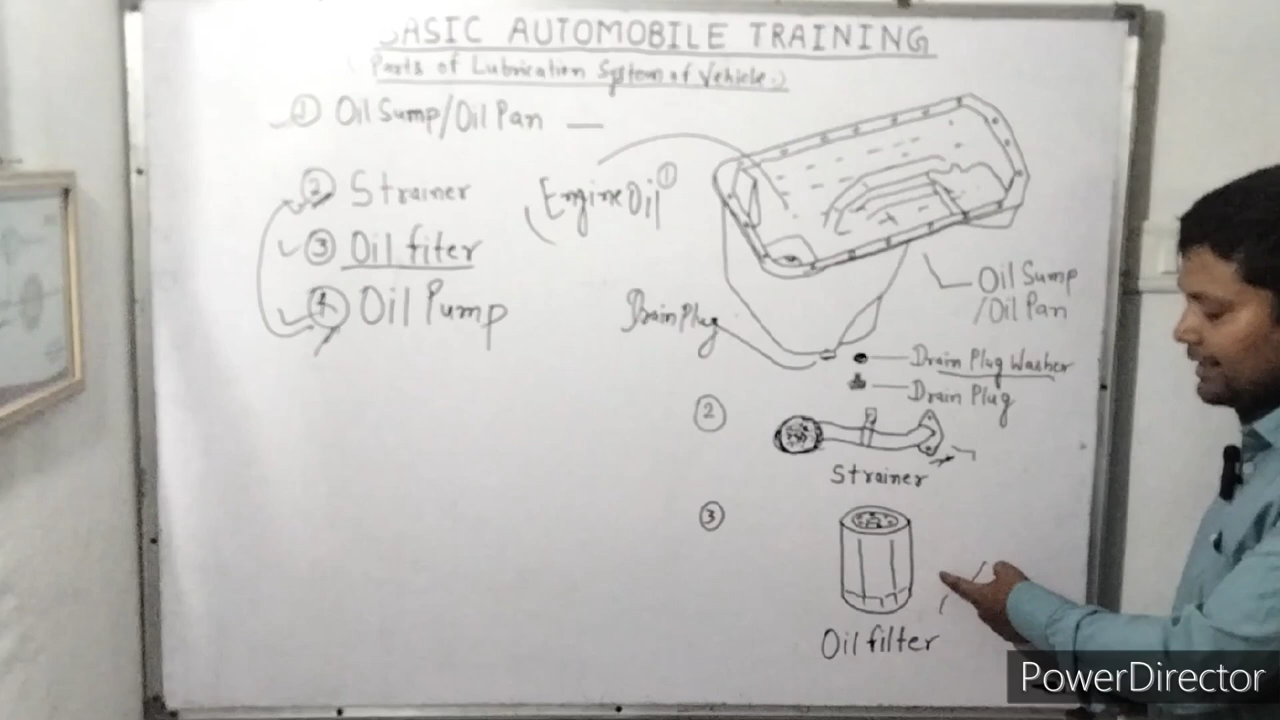 BASIC AUTOMOBILE TRAINING
(Parts of Lubrication System of Vehicle.)
① Oil Sump/Oil Pan —
② Strainer
③ Oil fiter
④ Oil Pump
Engine Oil ①
Oil Sump
/Oil Pan
Drain Plug
Drain Plug Washer
Drain Plug
②
Strainer
③
Oil filter
PowerDirector